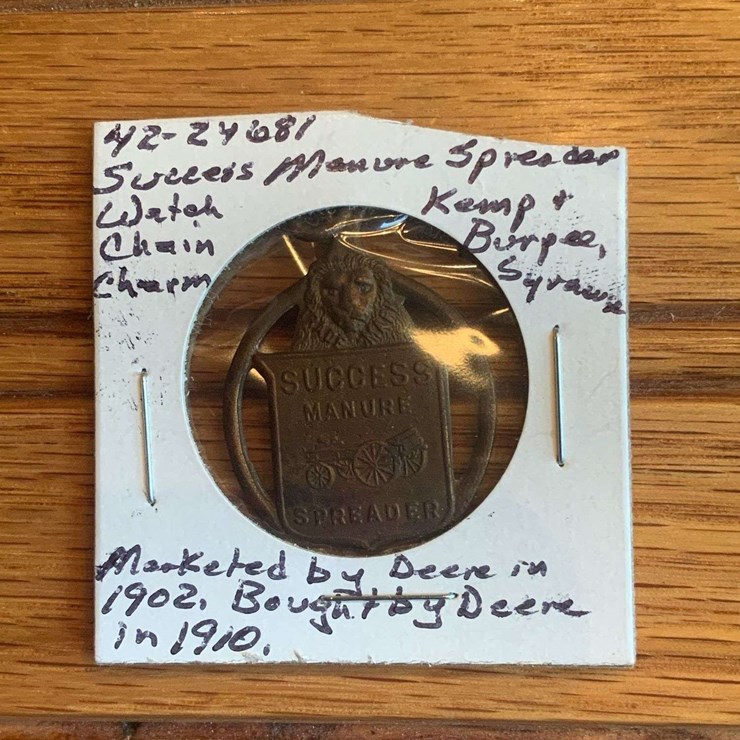 42-24681
Success Manure Spreader
Watch
Chain
Charm
Kemp +
Burpee,
Syracuse
SUCCESS
MANURE
SPREADER
Marketed by Deere in
1902. Bought by Deere
in 1910.